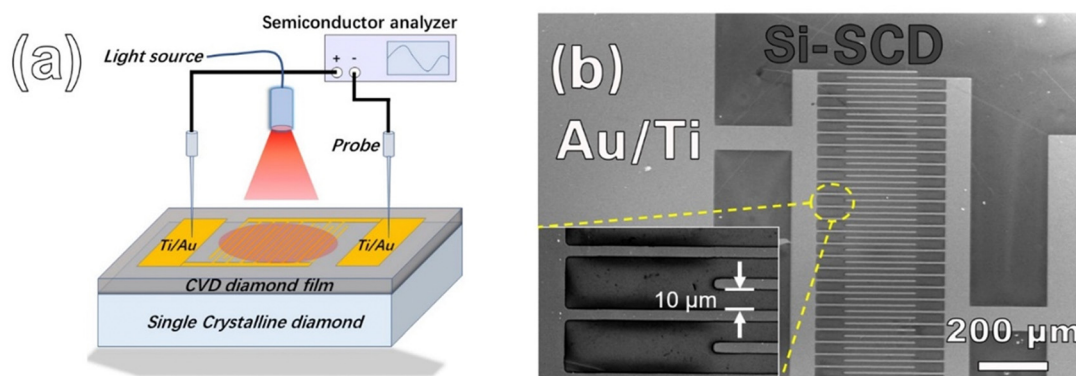 (a)
Semiconductor analyzer
Light source
+ -
Probe
Ti/Au
Ti/Au
CVD diamond film
Single Crystalline diamond
(b)
Si-SCD
Au/Ti
10 μm
200 μm